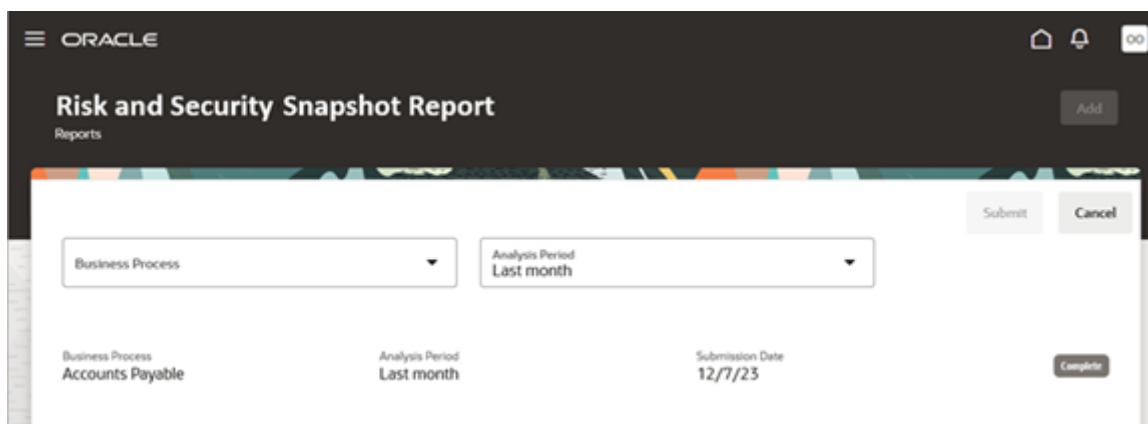 ORACLE
OO
Risk and Security Snapshot Report
Add
Reports
Submit
Cancel
Business Process
Analysis Period
Last month
Business Process
Analysis Period
Submission Date
Complete
Accounts Payable
Last month
12/7/23